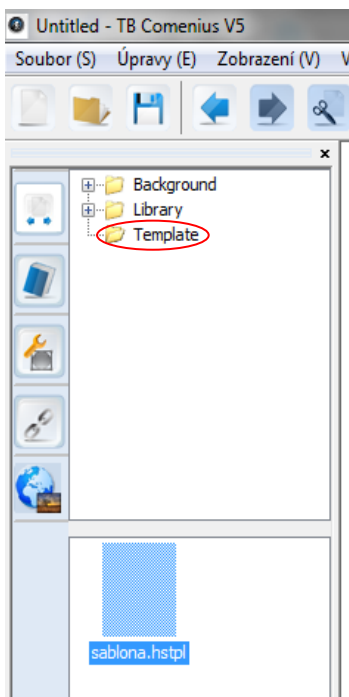 Untitled - TB Comenius V5
Soubor (S) Úpravy (E) Zobrazení (V) V
x
Background
Library
Template
sablona.hstpl